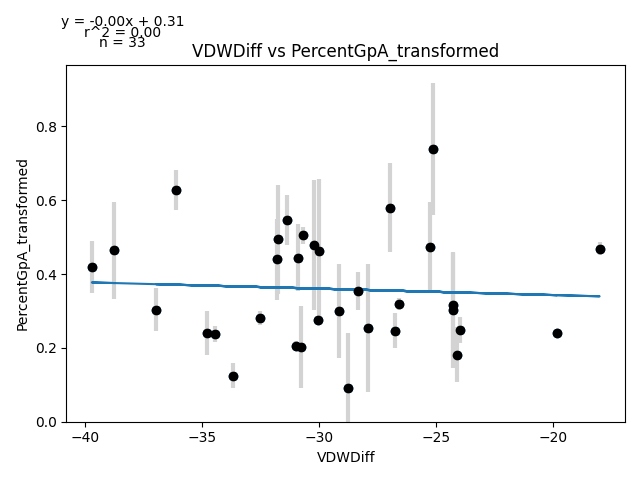 y = -0.00x + 0.31
r^2 = 0.00
n = 33
VDWDiff vs PercentGpA_transformed
PercentGpA_transformed
0.8
0.6
0.4
0.2
0.0
−40
−35
−30
−25
−20
VDWDiff